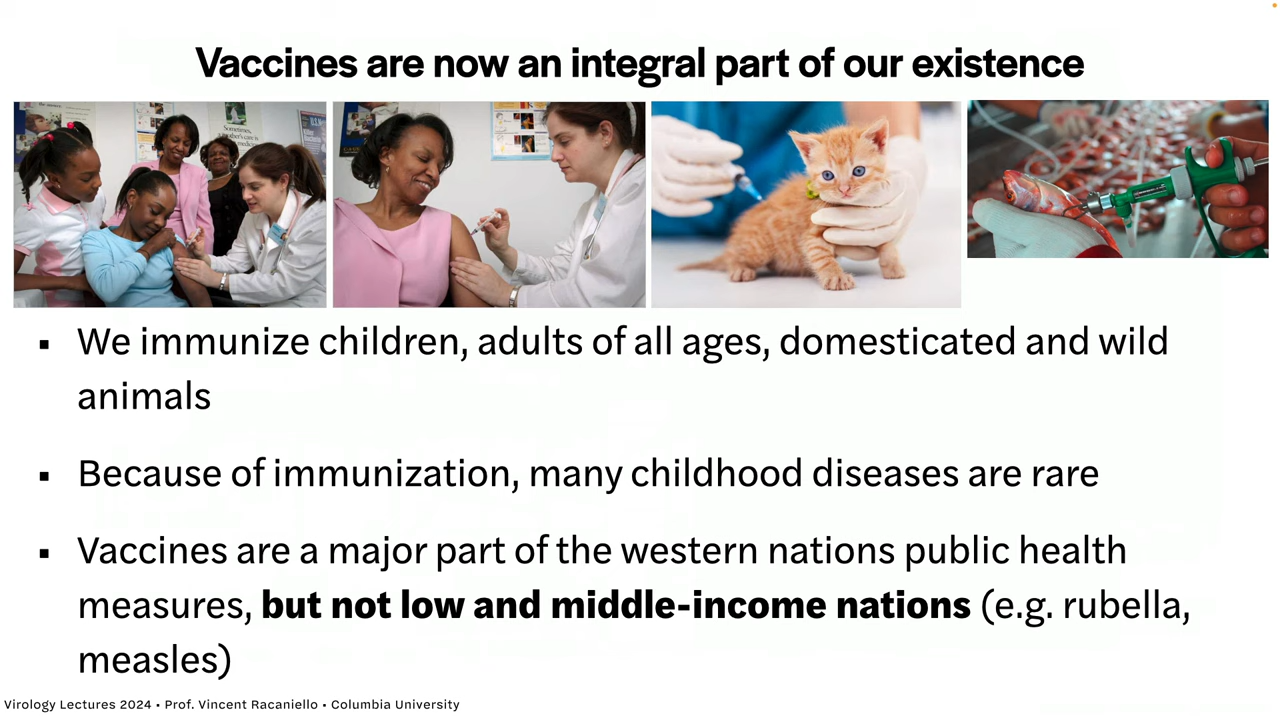 Vaccines are now an integral part of our existence
Sometimes,
▪ We immunize children, adults of all ages, domesticated and wild
animals
▪ Because of immunization, many childhood diseases are rare
▪ Vaccines are a major part of the western nations public health
measures, but not low and middle-income nations (e.g. rubella,
measles)
Virology Lectures 2024 • Prof. Vincent Racaniello • Columbia University